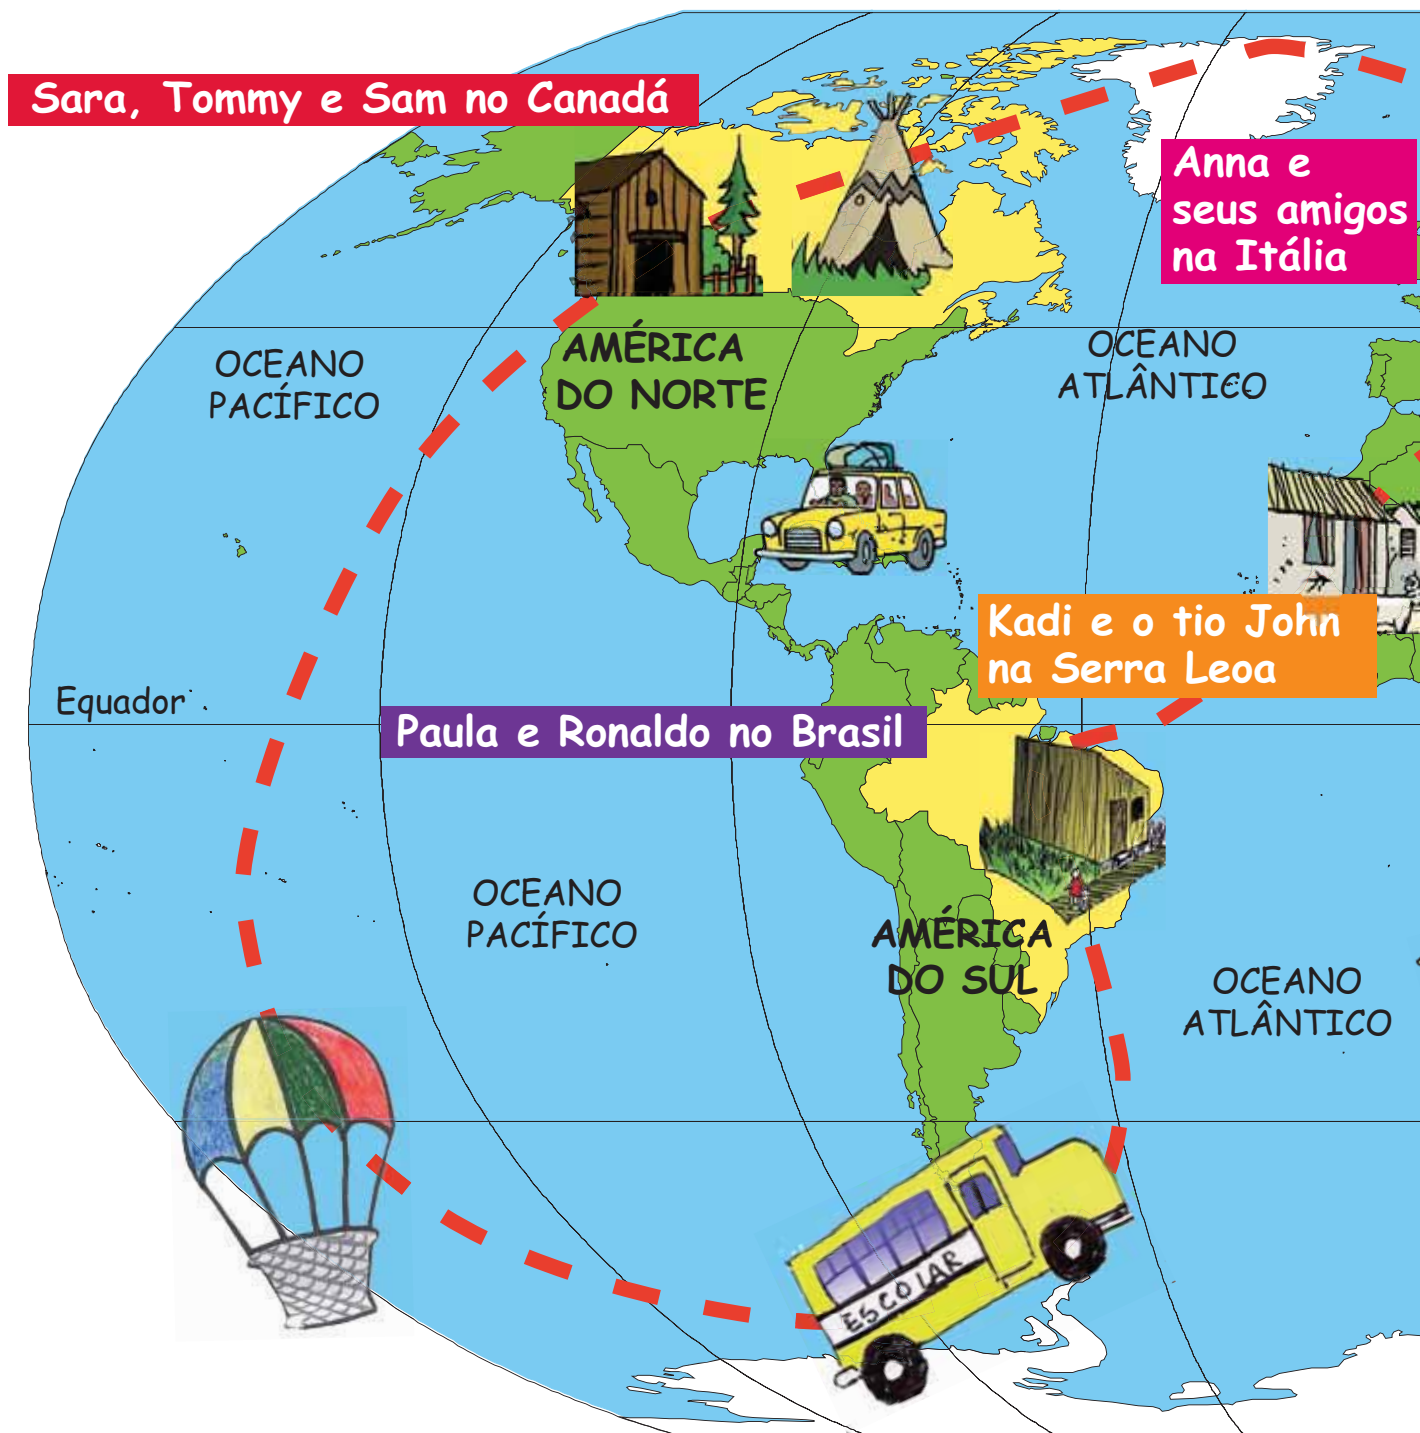 Sara, Tommy e Sam no Canadá
Anna e
seus amigos
na Itália
OCEANO
PACÍFICO
AMÉRICA
DO NORTE
OCEANO
ATLÂNTICO
Kadi e o tio John
na Serra Leoa
Equador
Paula e Ronaldo no Brasil
OCEANO
PACÍFICO
AMÉRICA
DO SUL
OCEANO
ATLÂNTICO
ESCOLAR